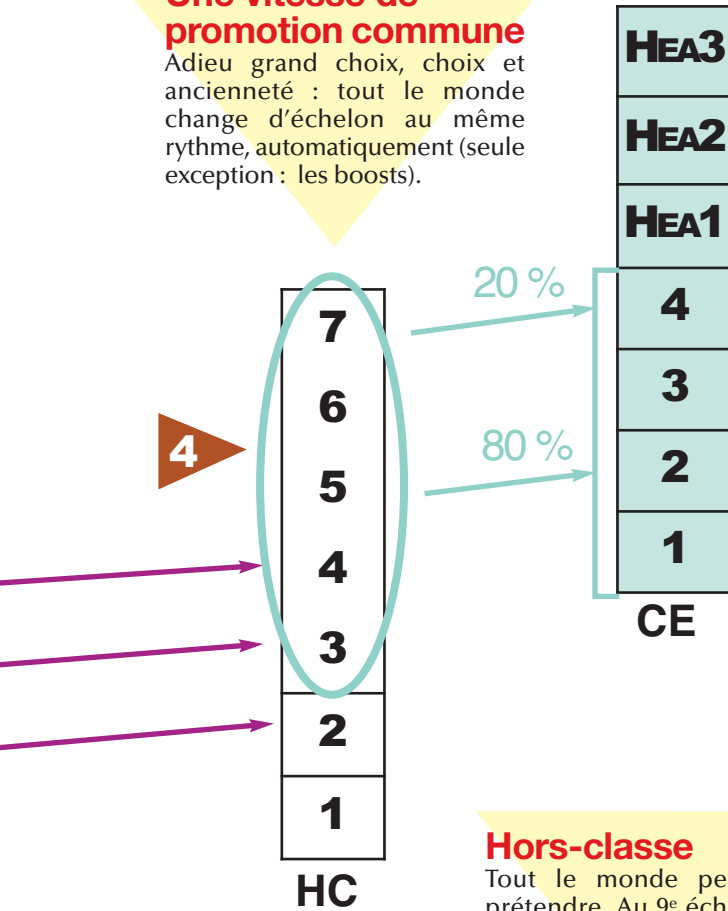 promotion commune
Adieu grand choix, choix et
ancienneté : tout le monde
change d'échelon au même
rythme, automatiquement (seule
exception : les boosts).
HEA3
HEA2
HEA1
4
3
2
1
CE
20 %
80 %
7
6
5
4
3
2
1
HC
4
Hors-classe
Tout le monde